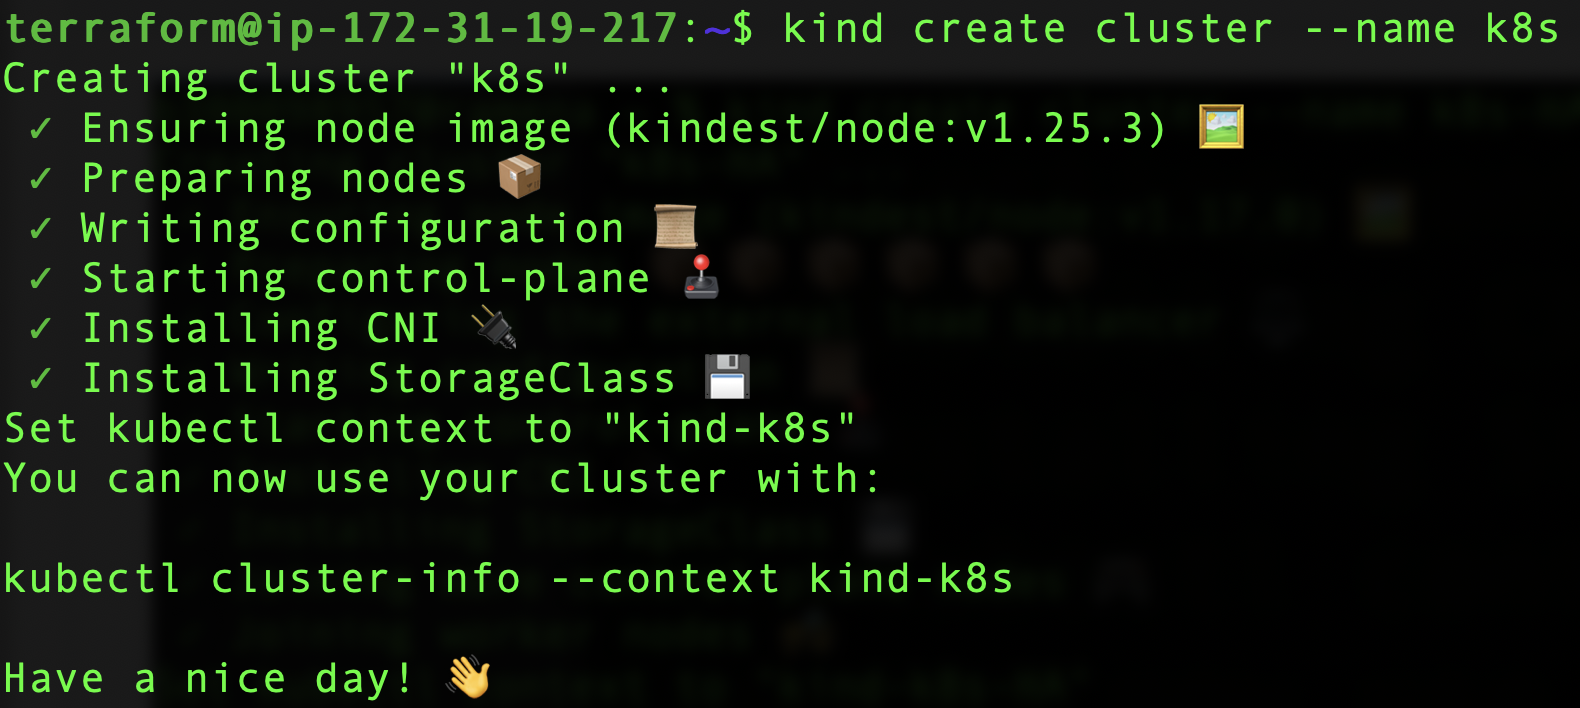 terraform@ip-172-31-19-217:~$ kind create cluster --name k8s
Creating cluster "k8s" ...
✓ Ensuring node image (kindest/node:v1.25.3) 🖼
✓ Preparing nodes 📦
✓ Writing configuration 📜
✓ Starting control-plane 🕹️
✓ Installing CNI 🔌
✓ Installing StorageClass 💾
Set kubectl context to "kind-k8s"
You can now use your cluster with:
kubectl cluster-info --context kind-k8s
Have a nice day! 👋